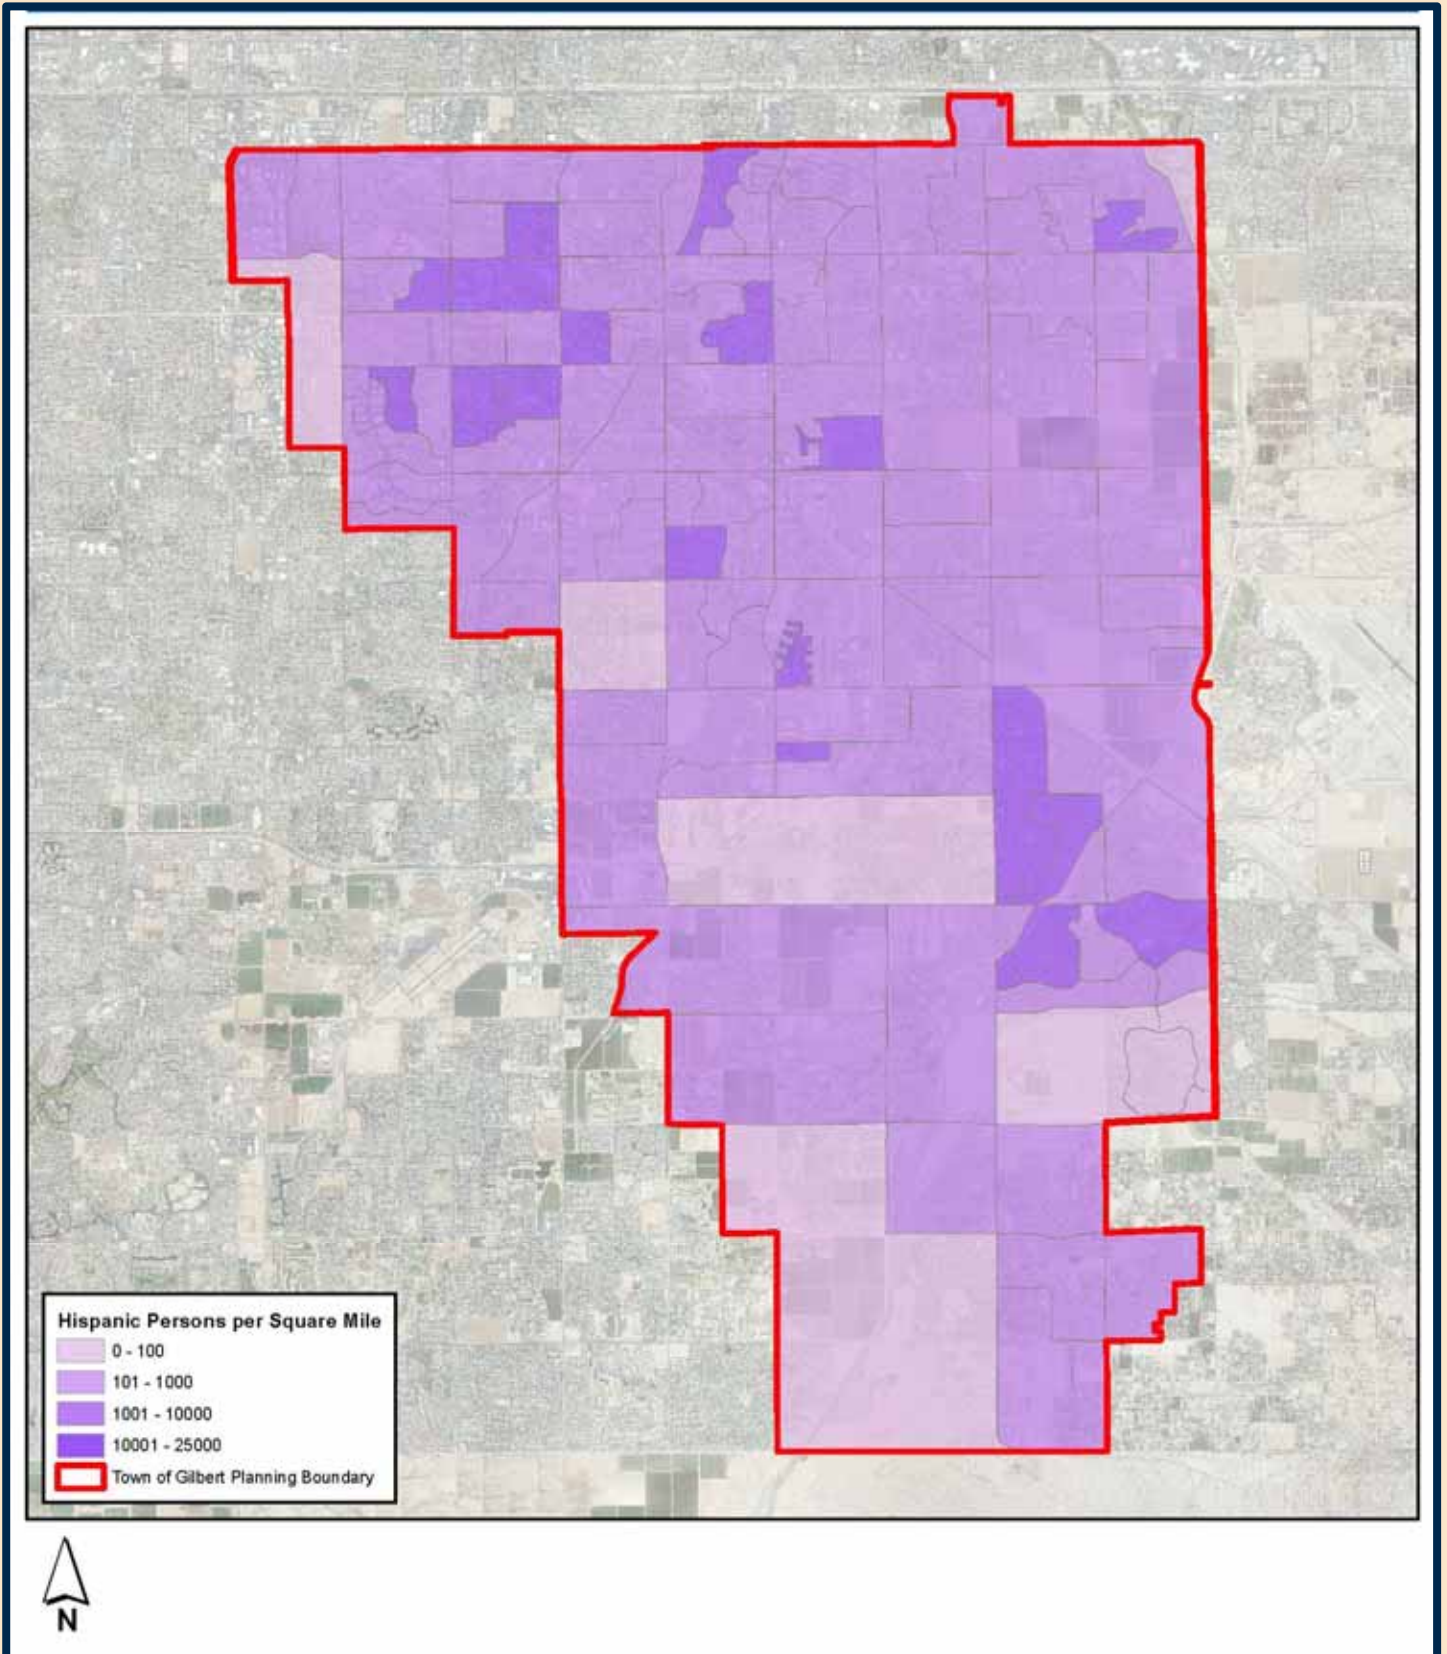 Hispanic Persons per Square Mile
0 - 100
101 - 1000
1001 - 10000
10001 - 25000
Town of Gilbert Planning Boundary
N